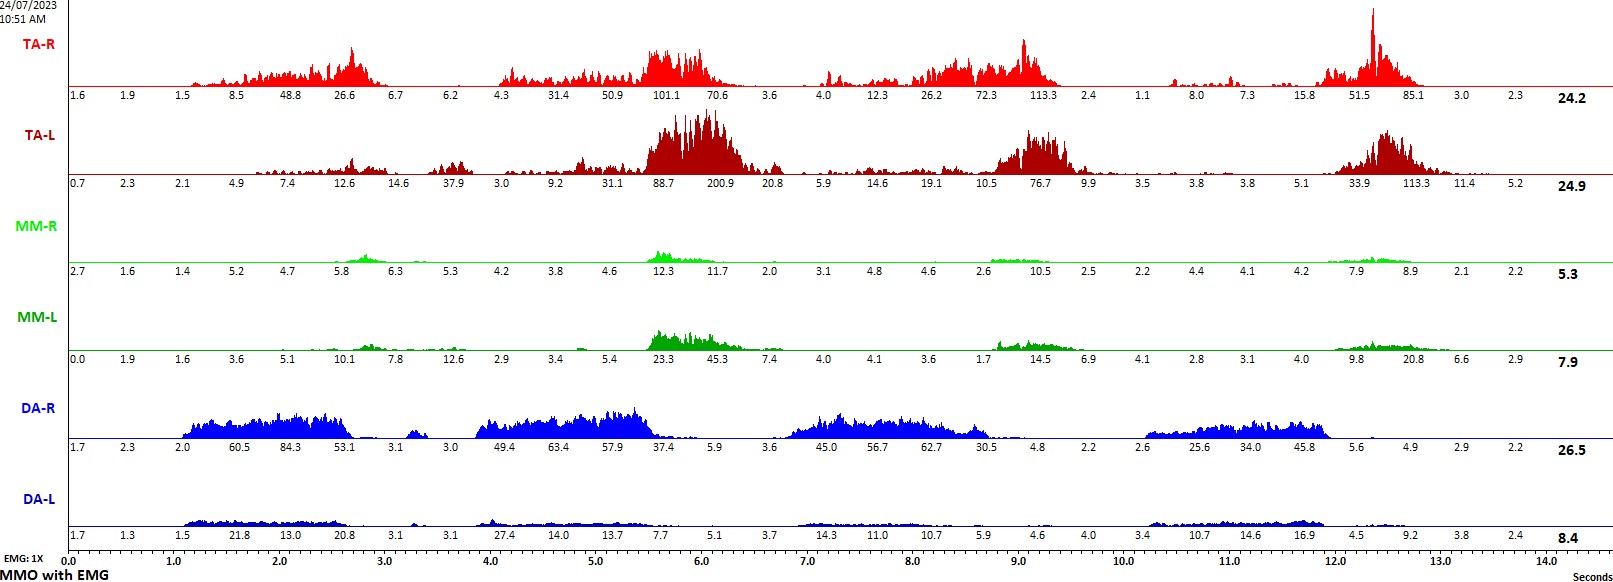 24/07/2023
10:51 AM
TA-R
1.6 1.9 1.5 8.5 48.8 26.6 6.7 6.2 4.3 31.4 50.9 101.1 70.6 3.6 4.0 12.3 26.2 72.3 113.3 2.4 1.1 8.0 7.3 15.8 51.5 85.1 3.0 2.3 24.2
TA-L
0.7 2.3 2.1 4.9 7.4 12.6 14.6 37.9 3.0 9.2 31.1 88.7 200.9 20.8 5.9 14.6 19.1 10.5 76.7 9.9 3.5 3.8 3.8 5.1 33.9 113.3 11.4 5.2 24.9
MM-R
2.7 1.6 1.4 5.2 4.7 5.8 6.3 5.3 4.2 3.8 4.6 12.3 11.7 2.0 3.1 4.8 4.6 2.6 10.5 2.5 2.2 4.4 4.1 4.2 7.9 8.9 2.1 2.2 5.3
MM-L
0.0 1.9 1.6 3.6 5.1 10.1 7.8 12.6 2.9 3.4 5.4 23.3 45.3 7.4 4.0 4.1 3.6 1.7 14.5 6.9 4.1 2.8 3.1 4.0 9.8 20.8 6.6 2.9 7.9
DA-R
1.7 2.3 2.0 60.5 84.3 53.1 3.1 3.0 49.4 63.4 57.9 37.4 5.9 3.6 45.0 56.7 62.7 30.5 4.8 2.2 2.6 25.6 34.0 45.8 5.6 4.9 2.9 2.2 26.5
DA-L
1.7 1.3 1.5 21.8 13.0 20.8 3.1 3.1 27.4 14.0 13.7 7.7 5.1 3.7 14.3 11.0 10.7 5.9 4.6 4.0 3.4 10.7 14.6 16.9 4.5 9.2 3.8 2.4 8.4
EMG: 1X 0.0 1.0 2.0 3.0 4.0 5.0 6.0 7.0 8.0 9.0 10.0 11.0 12.0 13.0 14.0
MMO with EMG Seconds